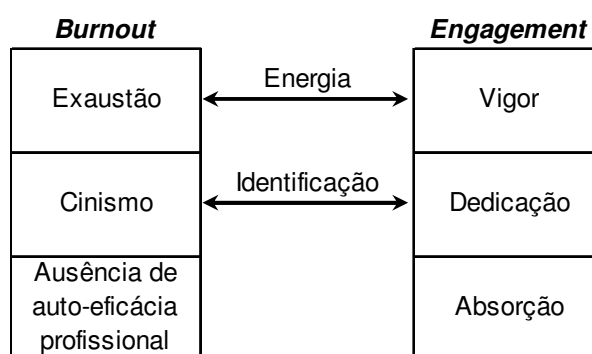 Burnout
Engagement
Exaustão
Energia
Vigor
Cinismo
Identificação
Dedicação
Ausência de
auto-eficácia
profissional
Absorção